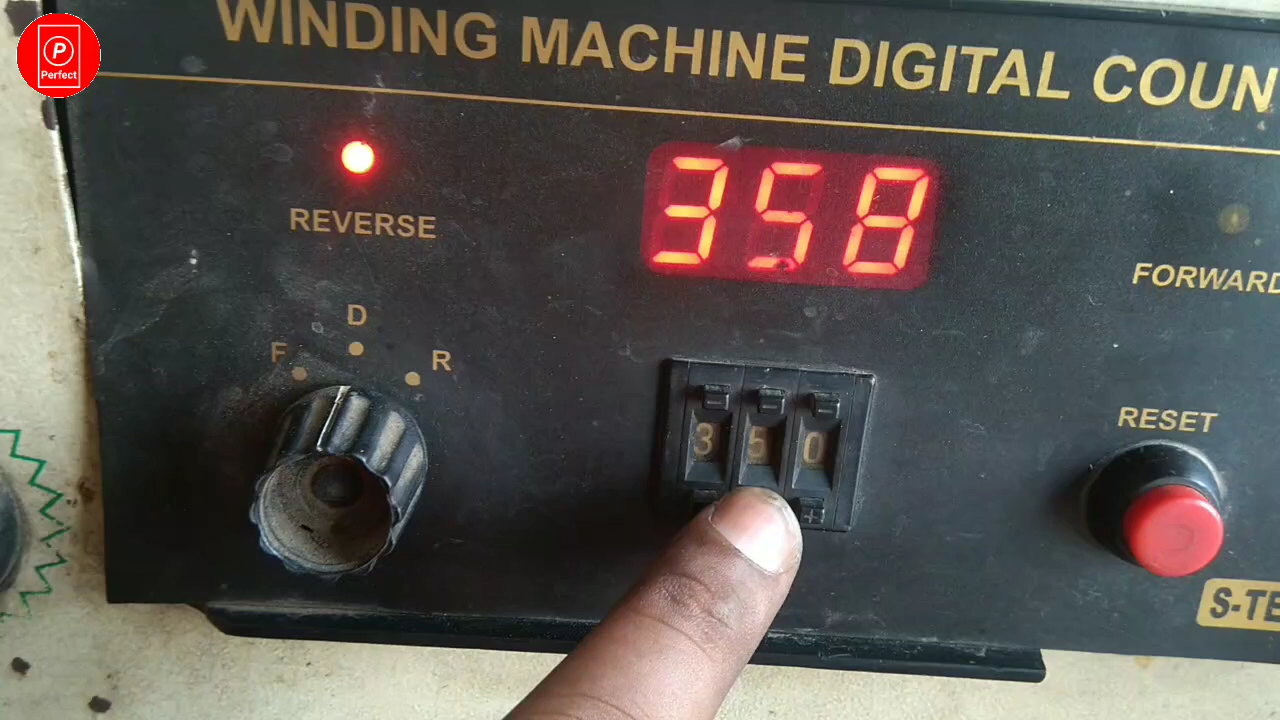 P
Perfect
WINDING MACHINE DIGITAL COUN
REVERSE
358
FORWARD
D
F
R
350
RESET
+
S-TE